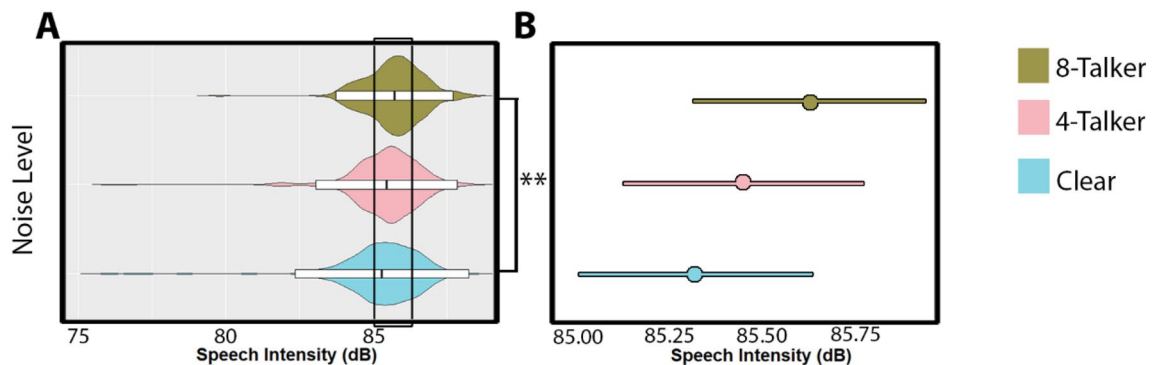 A
B
Noise Level
**
75
80
85
Speech Intensity (dB)
85.00
85.25
85.50
85.75
Speech Intensity (dB)
8-Talker
4-Talker
Clear